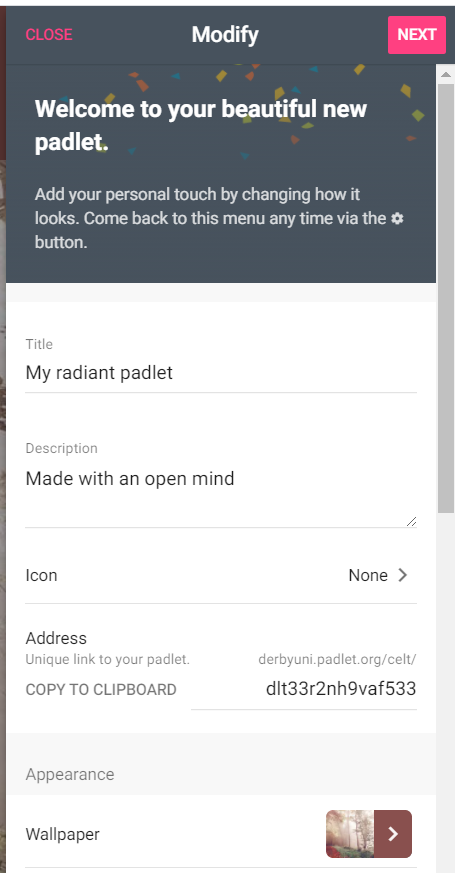 CLOSE
Modify
NEXT
Welcome to your beautiful new
padlet.
Add your personal touch by changing how it
looks. Come back to this menu any time via the
button.
Title
My radiant padlet
Description
Made with an open mind
Icon
None
Address
Unique link to your padlet.
derbyuni.padlet.org/celt/
COPY TO CLIPBOARD
dlt33r2nh9vaf533
Appearance
Wallpaper